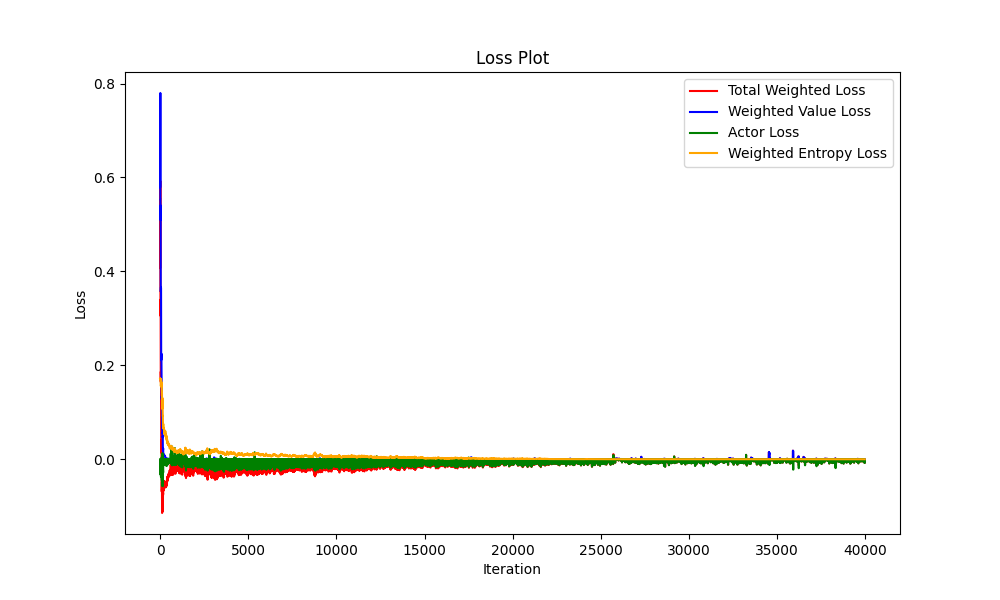 Loss Plot
Total Weighted Loss
Weighted Value Loss
Actor Loss
Weighted Entropy Loss
0.8
0.6
0.4
0.2
0.0
Loss
0 5000 10000 15000 20000 25000 30000 35000 40000
Iteration